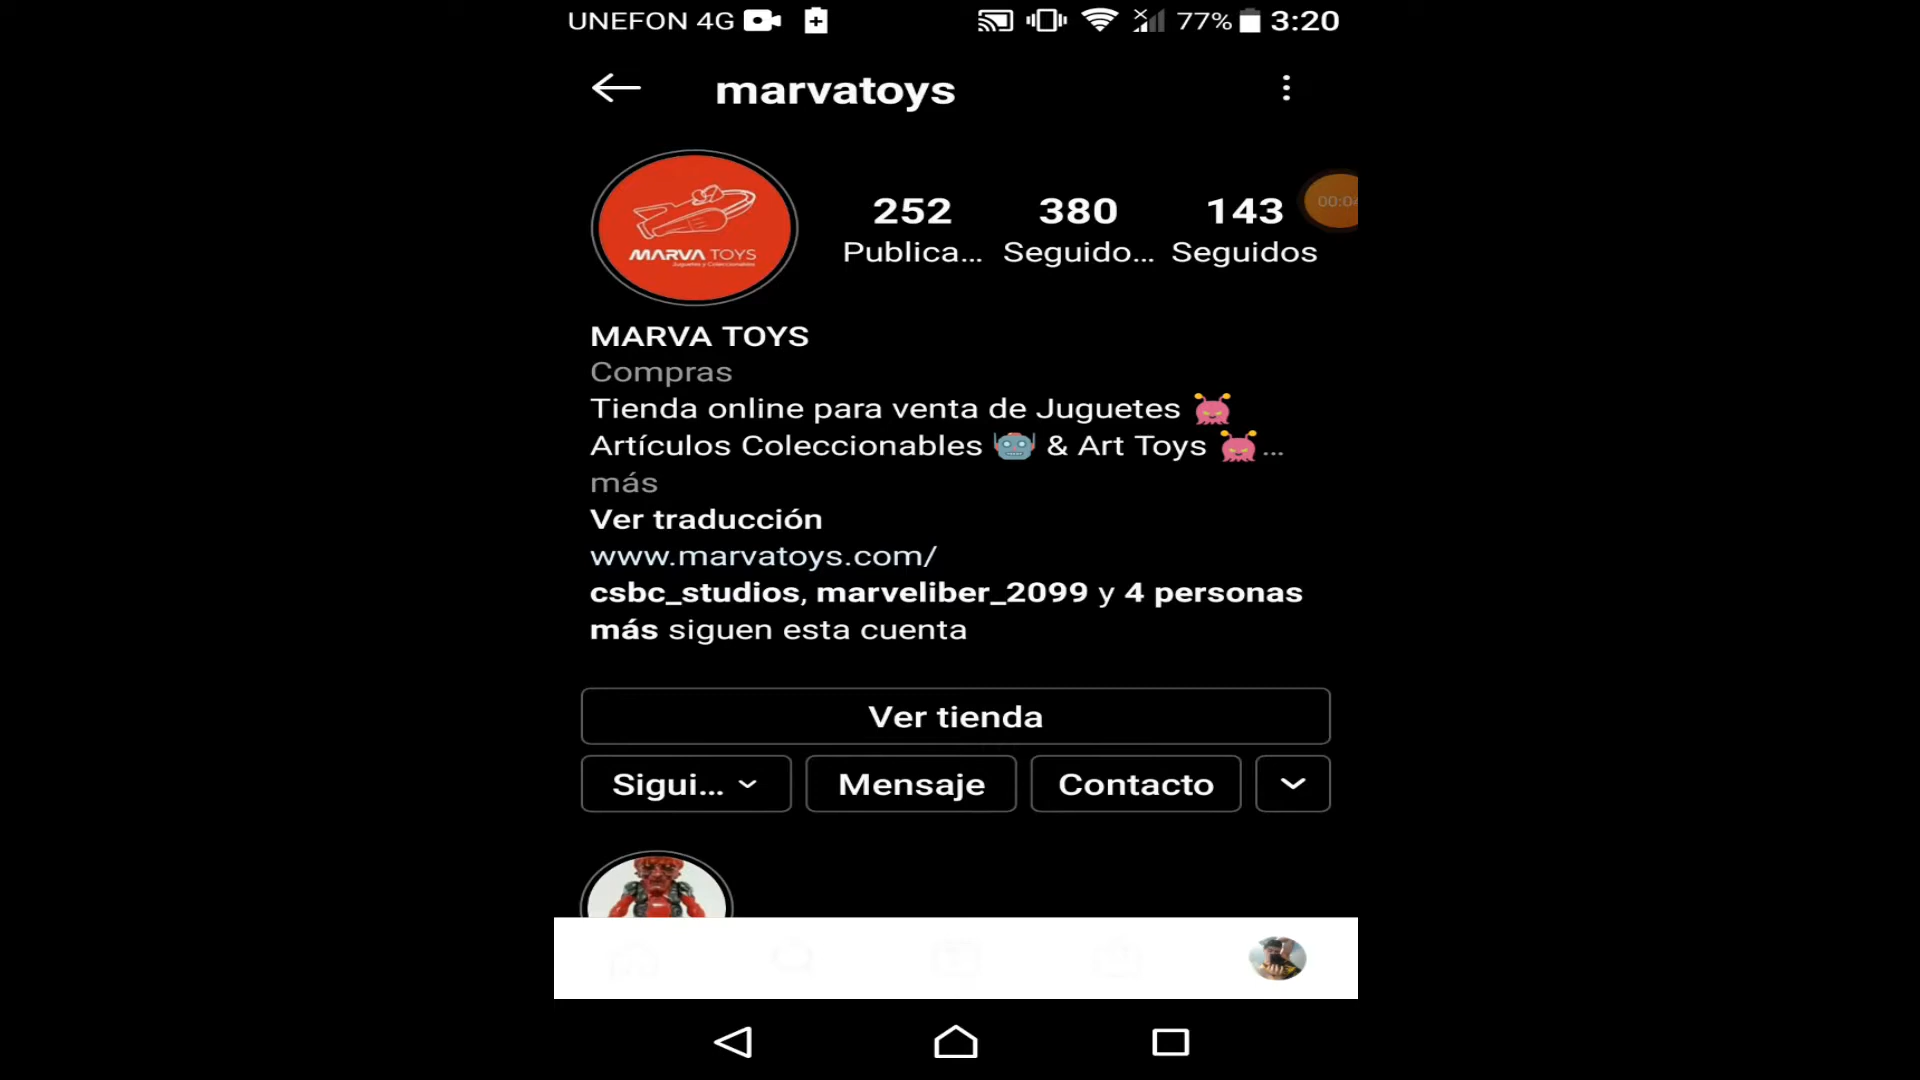 UNEFON 4G 77% 3:20
marvatoys
252 380 143
Publica... Seguido... Seguidos
MARVA TOYS
Juguetes y Coleccionables
MARVA TOYS
Compras
Tienda online para venta de Juguetes 👾
Artículos Coleccionables 🤖 & Art Toys 👾...
más
Ver traducción
www.marvatoys.com/
csbc_studios, marveliber_2099 y 4 personas
más siguen esta cuenta
Ver tienda
Sigui... Mensaje Contacto